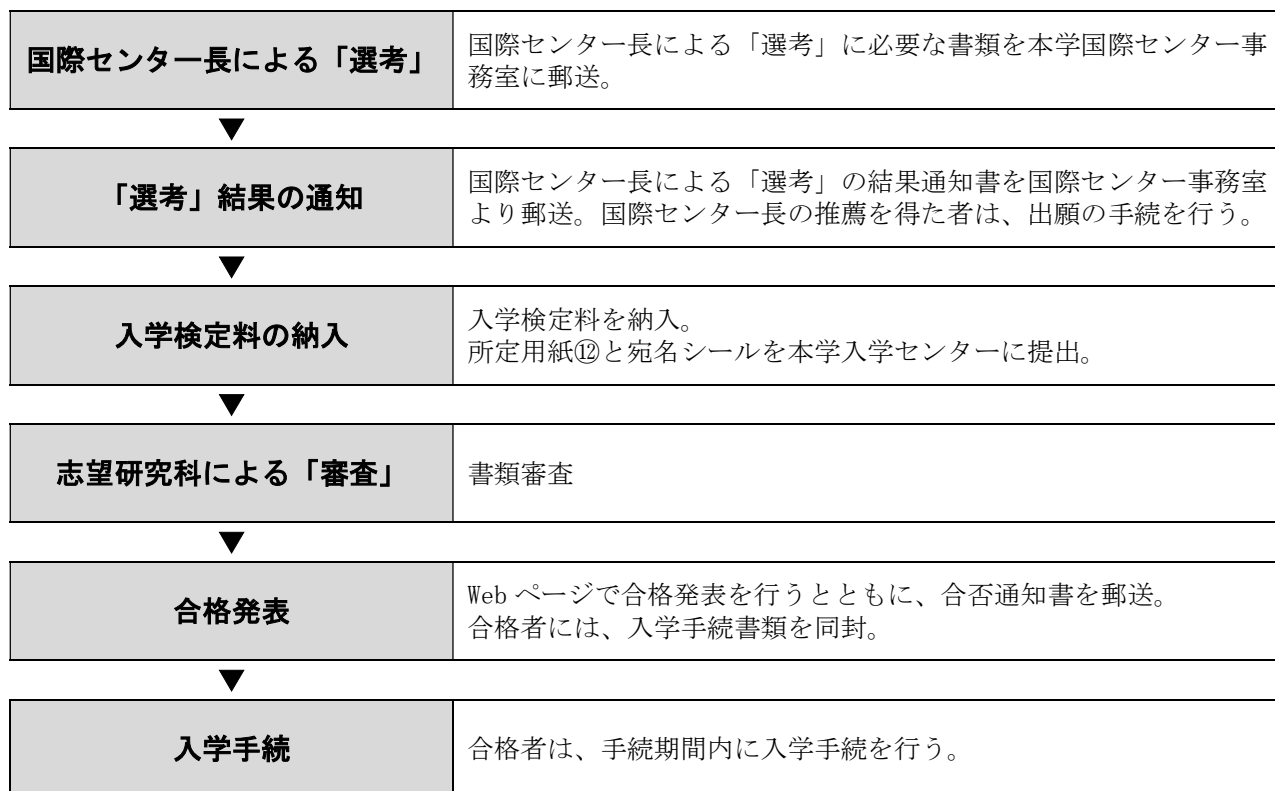 国際センター長による「選考」
国際センター長による「選考」に必要な書類を本学国際センター事
務室に郵送。
▼
「選考」結果の通知
国際センター長による「選考」の結果通知書を国際センター事務室
より郵送。国際センター長の推薦を得た者は、出願の手続を行う。
▼
入学検定料の納入
入学検定料を納入。
所定用紙⑫と宛名シールを本学入学センターに提出。
▼
志望研究科による「審査」
書類審査
▼
合格発表
Web ページで合格発表を行うとともに、合否通知書を郵送。
合格者には、入学手続書類を同封。
▼
入学手続
合格者は、手続期間内に入学手続を行う。